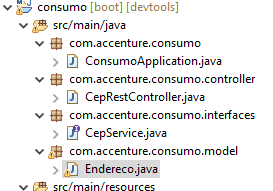 consumo [boot] [devtools]
src/main/java
com.accenture.consumo
ConsumoApplication.java
com.accenture.consumo.controller
CepRestController.java
com.accenture.consumo.interfaces
CepService.java
com.accenture.consumo.model
Endereco.java
src/main/resources